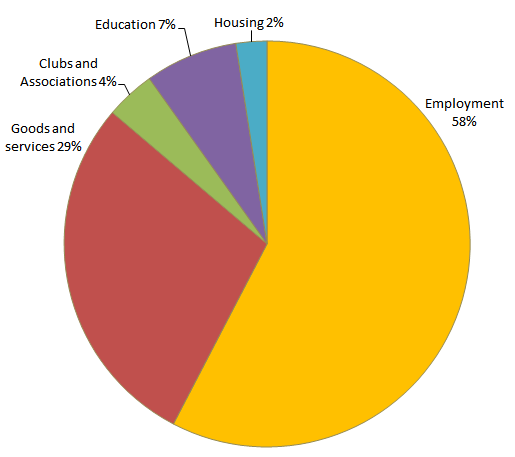 Housing 2%
Education 7%
Clubs and
Associations 4%
Goods and
services 29%
Employment
58%